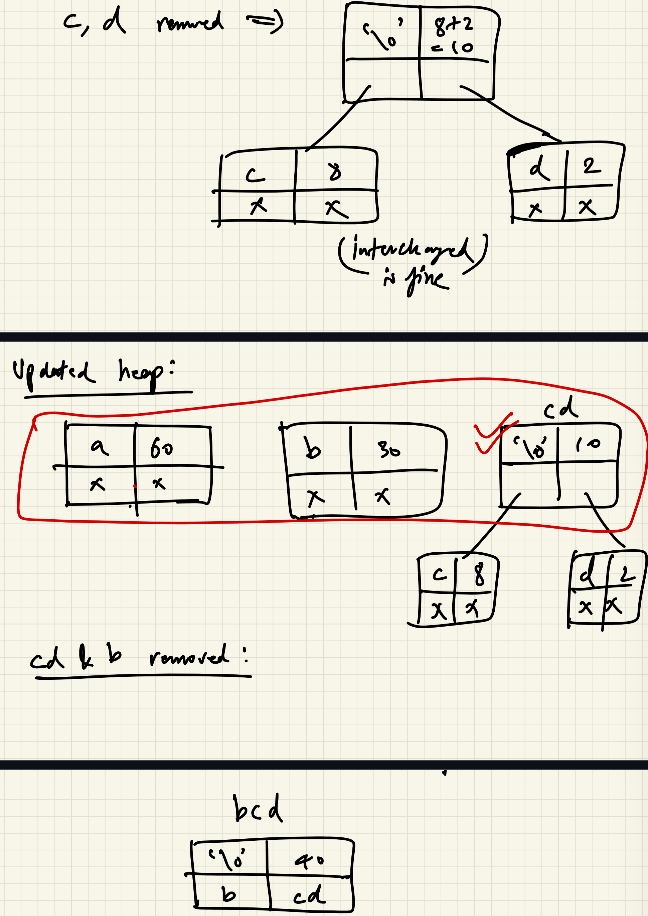 c, d removed ⇒
'\0' 8+2
= 10
c 8
x x
d 2
x x
(interchanged
is fine)
Updated heap:
cd
a 60
x x
b 30
x x
'\0' 10
c 8
x x
d 2
x x
cd & b removed:
bcd
'\0' 40
b cd